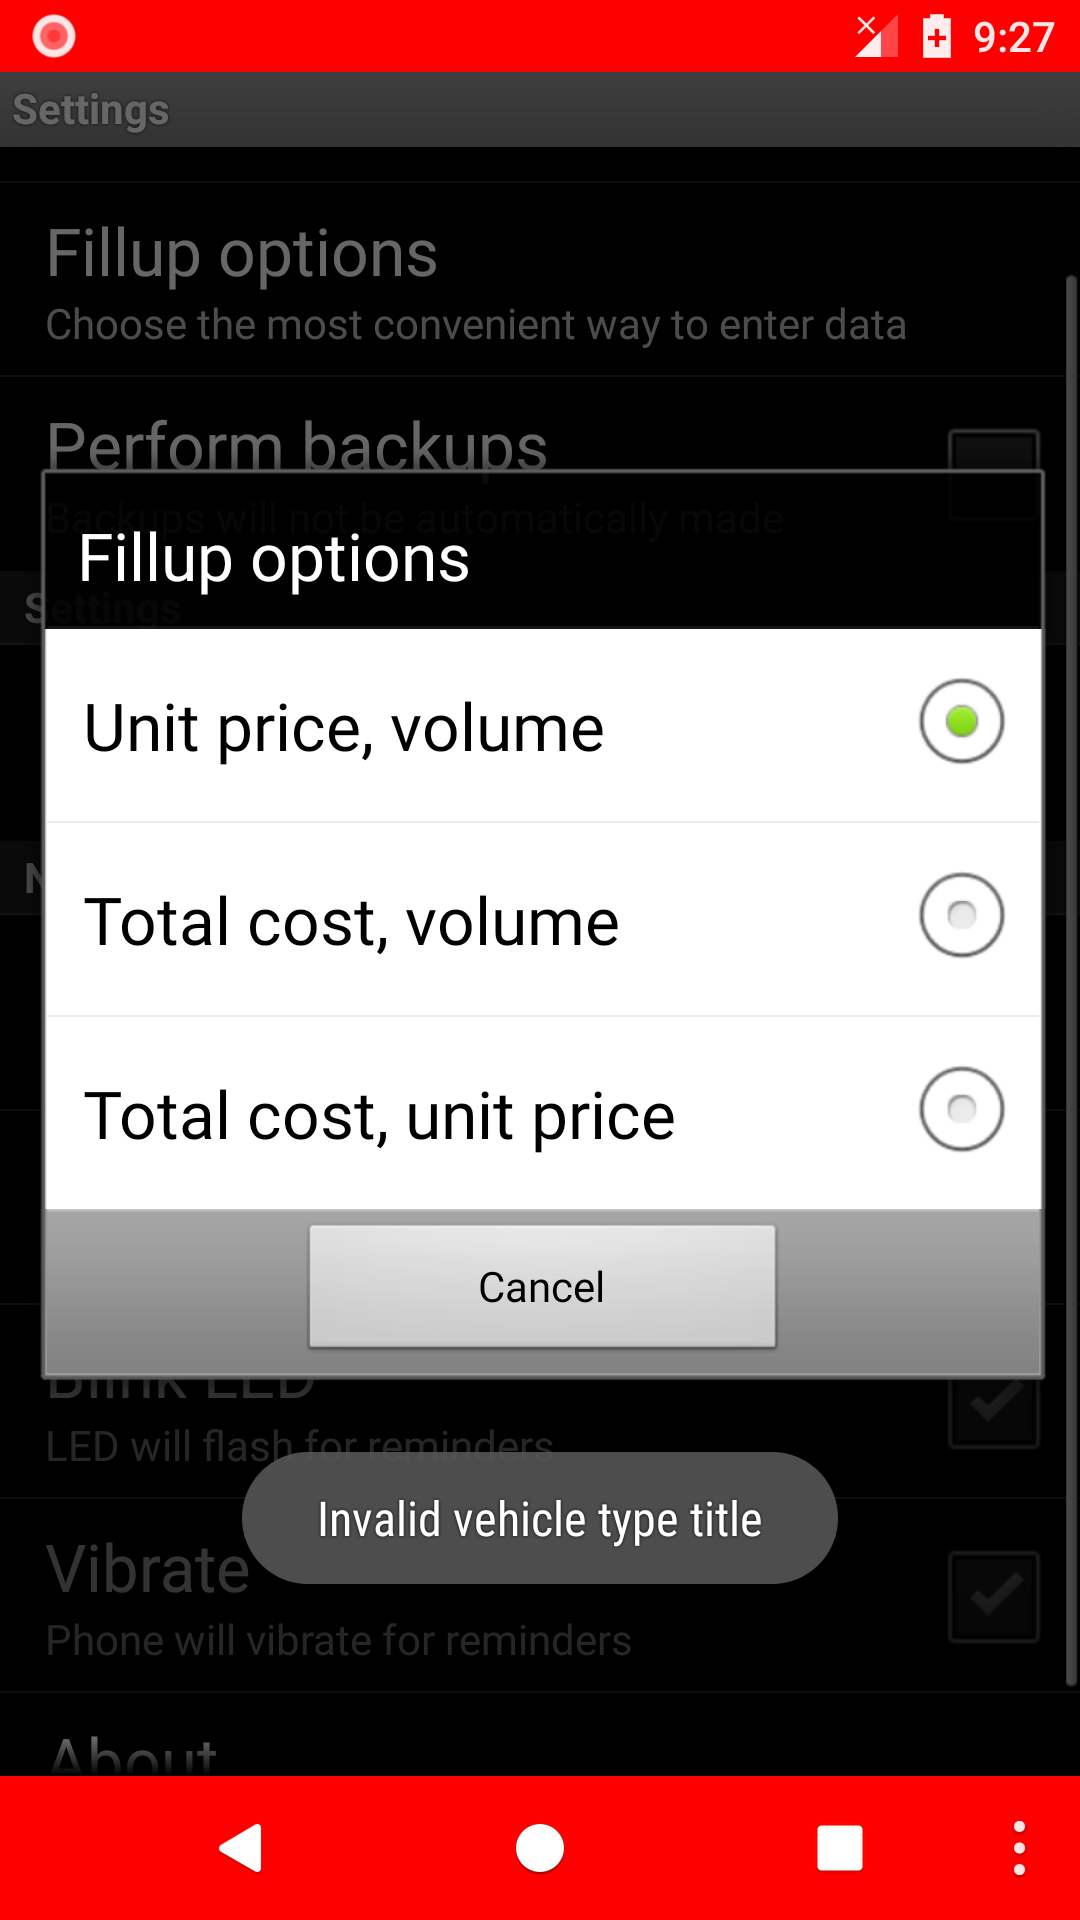 9:27
Settings
Fillup options
Choose the most convenient way to enter data
Perform backups
Backups will not be automatically made
Fillup options
Settings
Unit price, volume
Total cost, volume
Total cost, unit price
Cancel
Blink LED
LED will flash for reminders
Invalid vehicle type title
Vibrate
Phone will vibrate for reminders
About